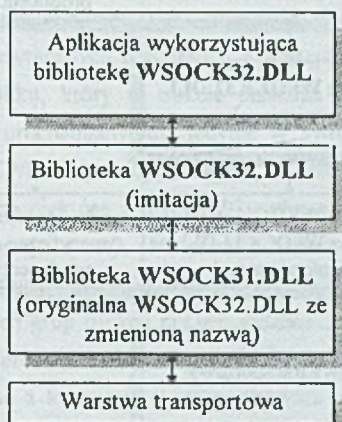 Aplikacja wykorzystująca
bibliotekę WSOCK32.DLL
Biblioteka WSOCK32.DLL
(imitacja)
Biblioteka WSOCK31.DLL
(oryginalna WSOCK32.DLL ze
zmienioną nazwą)
Warstwa transportowa